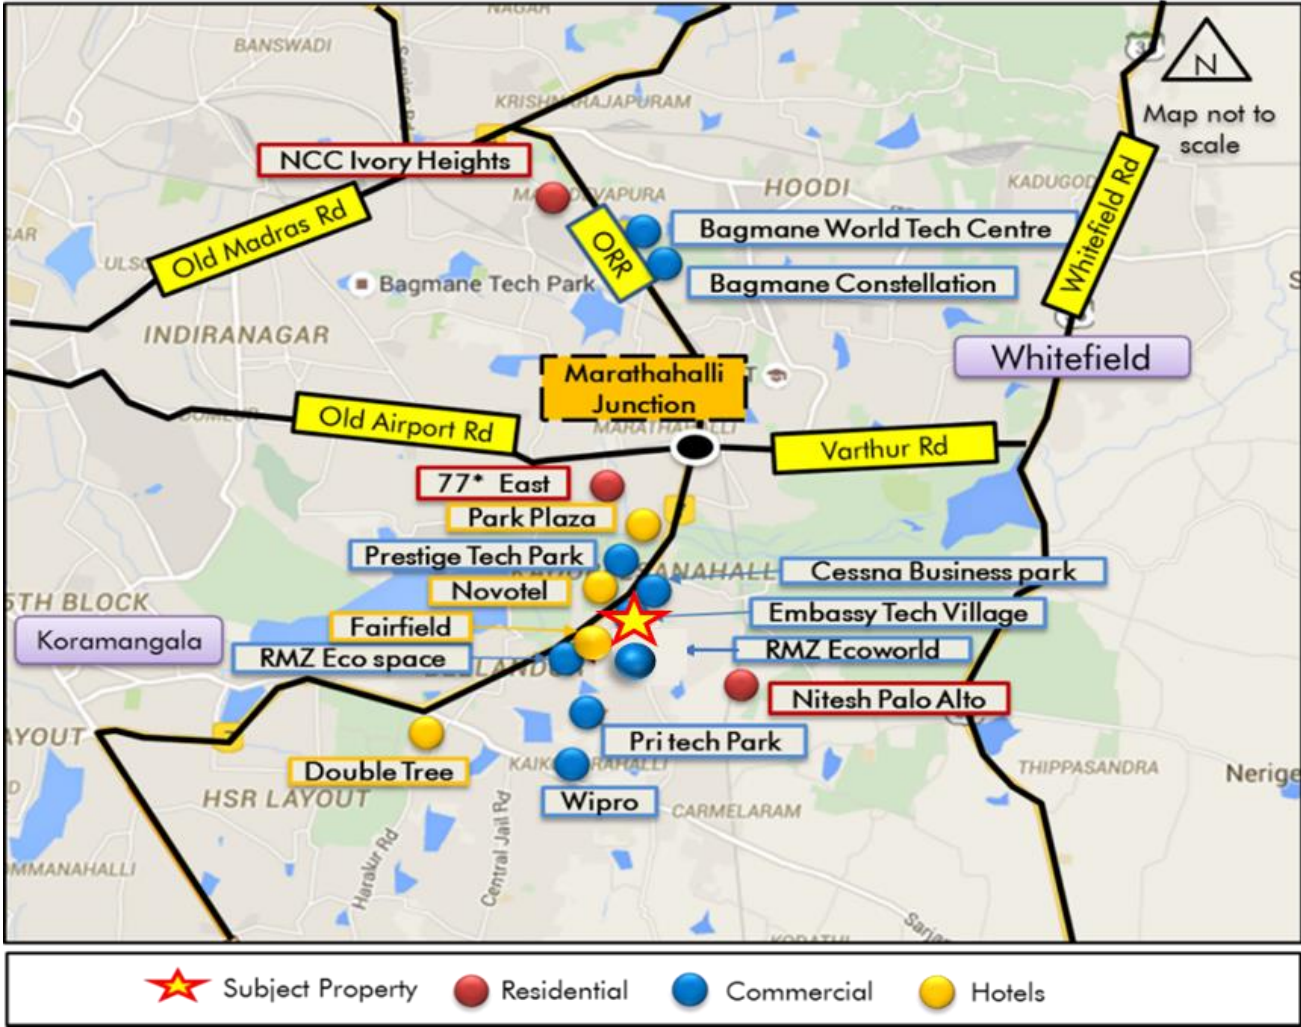 NAGAR
BANSWADI
N
Map not to
scale
KRISHNARAJAPURAM
NCC Ivory Heights
HOODI
Old Madras Rd
ORR
Bagmane World Tech Centre
Whitefield Rd
Bagmane Tech Park
Bagmane Constellation
INDIRANAGAR
Whitefield
Marathahalli
Junction
MARATHAHALLI
Old Airport Rd
Varthur Rd
77* East
Park Plaza
Prestige Tech Park
Cessna Business park
Novotel
5TH BLOCK
Embassy Tech Village
Fairfield
Koramangala
RMZ Eco space
RMZ Ecoworld
Nitesh Palo Alto
Pri tech Park
Double Tree
THIPPASANDRA
HSR LAYOUT
Wipro
CARMELARAM
Haralur Rd
Central Jail Rd
Subject Property
Residential
Commercial
Hotels